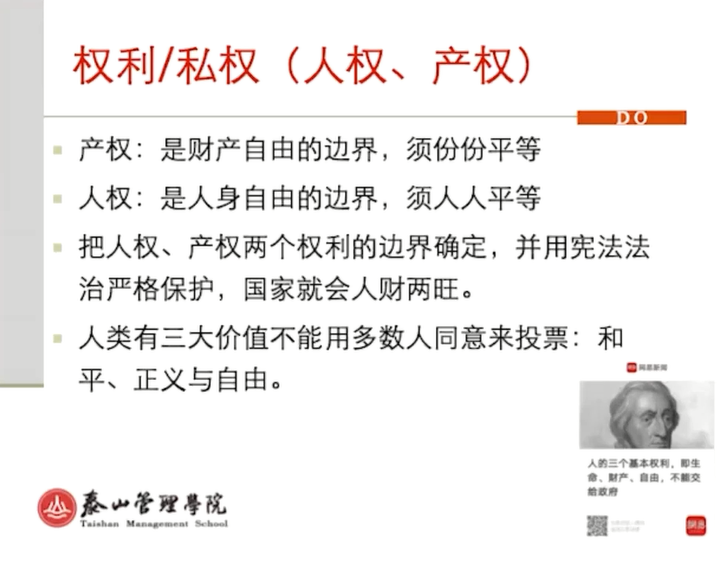 权利/私权（人权、产权）
DO
产权：是财产自由的边界，须份份平等
人权：是人身自由的边界，须人人平等
把人权、产权两个权利的边界确定，并用宪法法
治严格保护，国家就会人财两旺。
人类有三大价值不能用多数人同意来投票：和
平、正义与自由。
网易新闻
人的三个基本权利，即生
命、财产、自由，不能交
给政府
泰山管理學院
Taishan Management School
网易